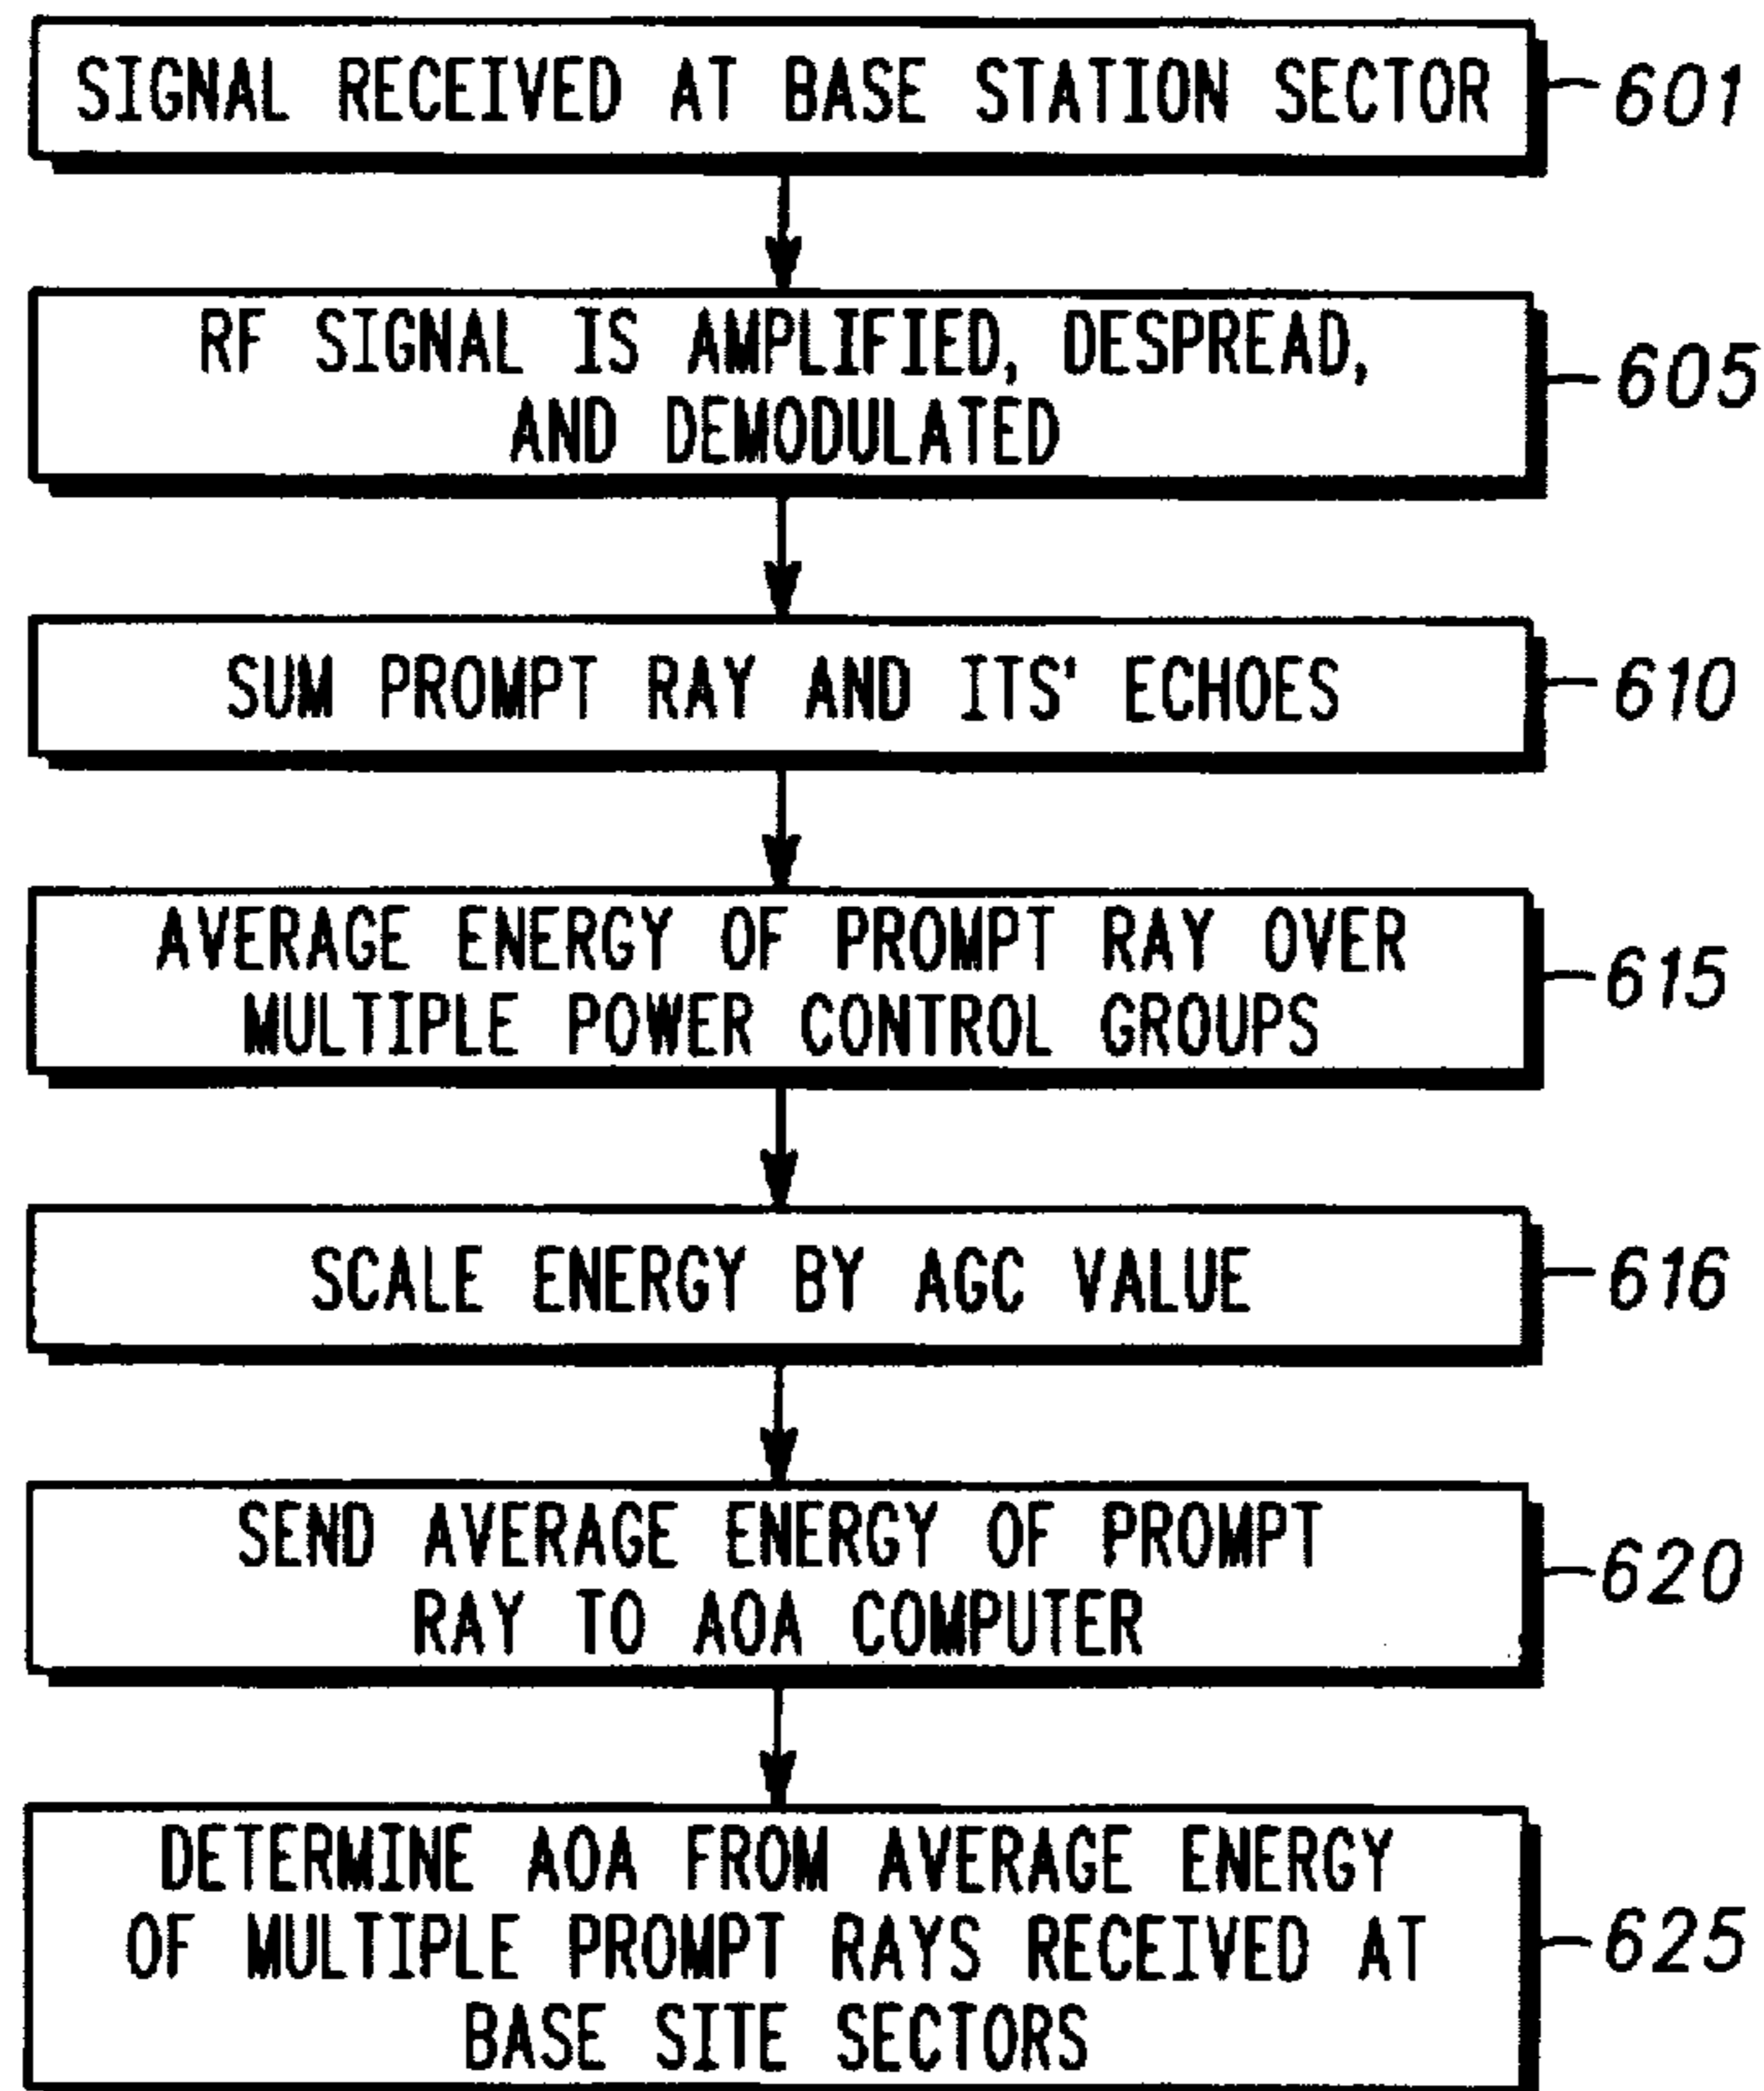 SIGNAL RECEIVED AT BASE STATION SECTOR
601
RF SIGNAL IS AMPLIFIED, DESPREAD,
AND DEMODULATED
605
SUM PROMPT RAY AND ITS' ECHOES
610
AVERAGE ENERGY OF PROMPT RAY OVER
MULTIPLE POWER CONTROL GROUPS
615
SCALE ENERGY BY AGC VALUE
616
SEND AVERAGE ENERGY OF PROMPT
RAY TO AOA COMPUTER
620
DETERMINE AOA FROM AVERAGE ENERGY
OF MULTIPLE PROMPT RAYS RECEIVED AT
BASE SITE SECTORS
625